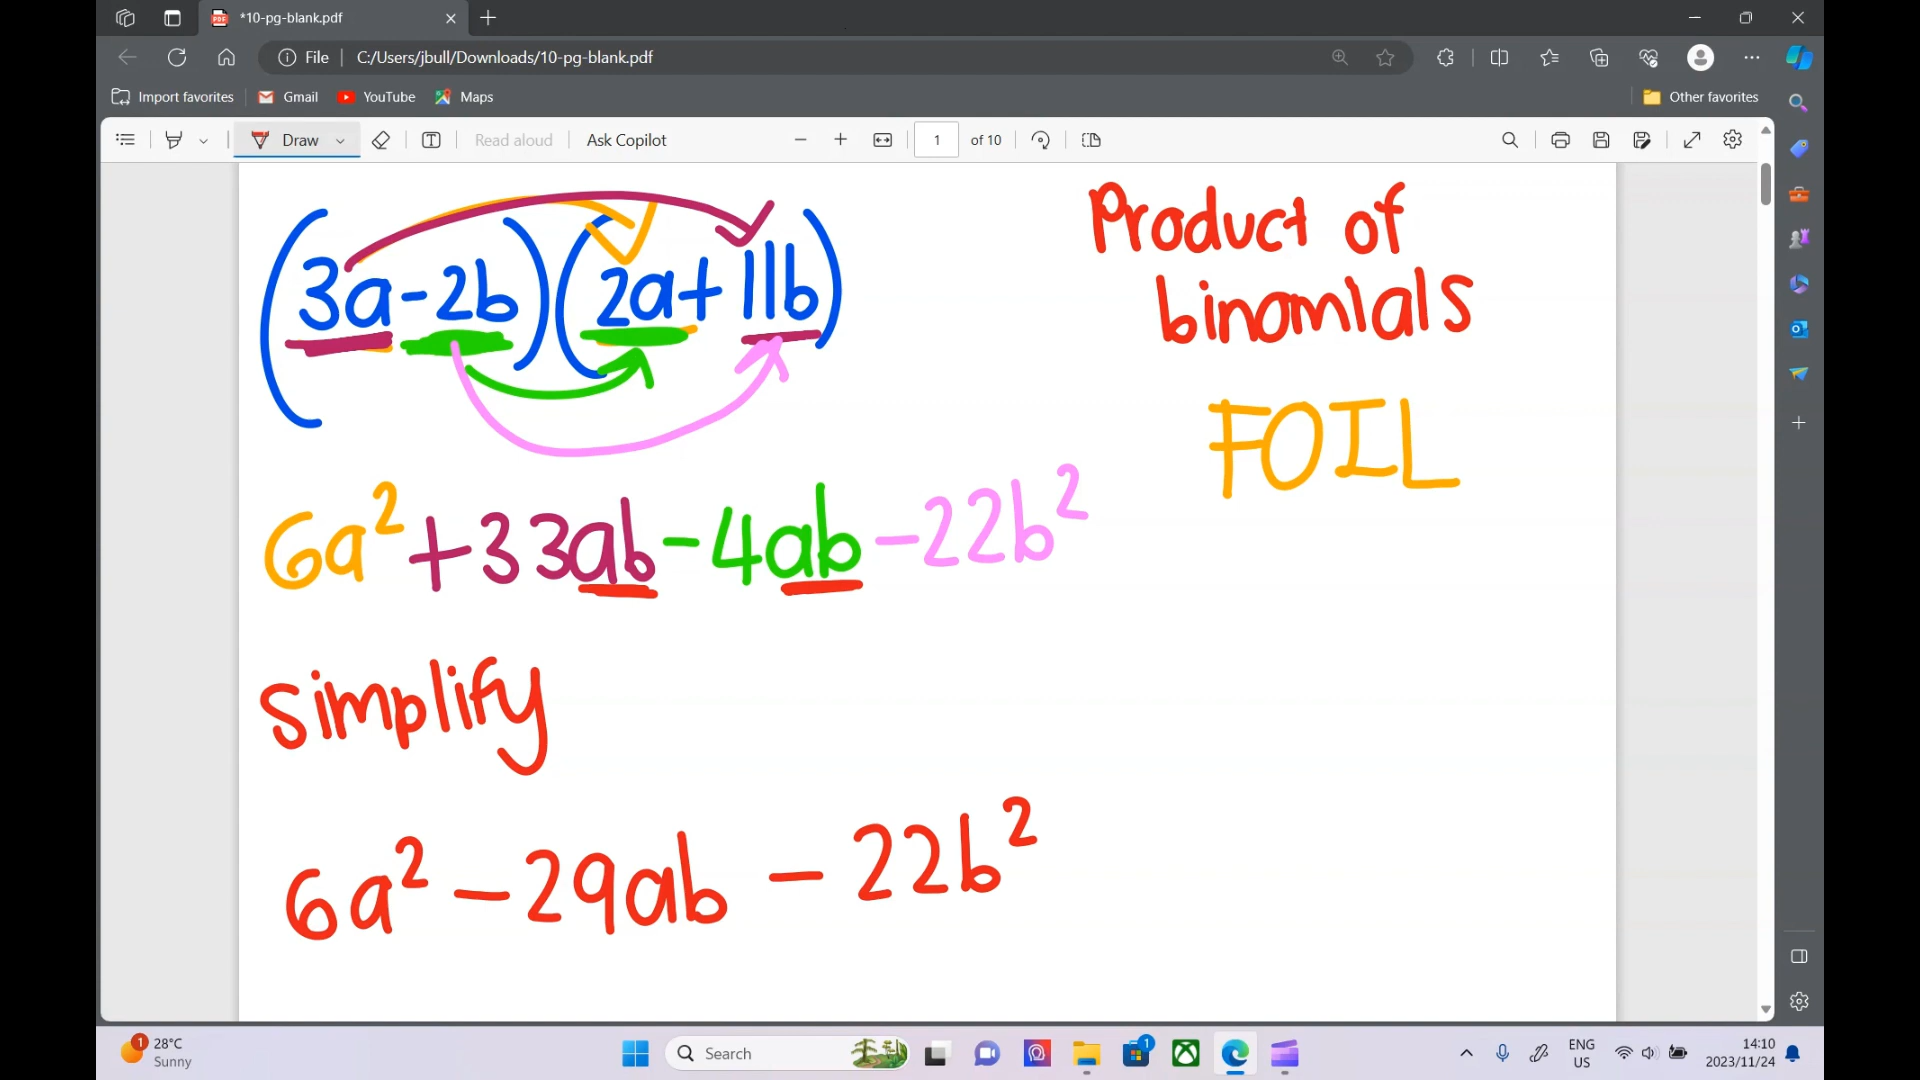 *10-pg-blank.pdf
File C:/Users/jbull/Downloads/10-pg-blank.pdf
Import favorites Gmail YouTube Maps Other favorites
Draw Read aloud Ask Copilot 1 of 10
(3a-2b)(2a+11b)
Product of
binomials
FOIL
6a²+33ab-4ab-22b²
simplify
6a²-29ab-22b²
1 28°C
Sunny
Search
1
ENG
US
14:10
2023/11/24